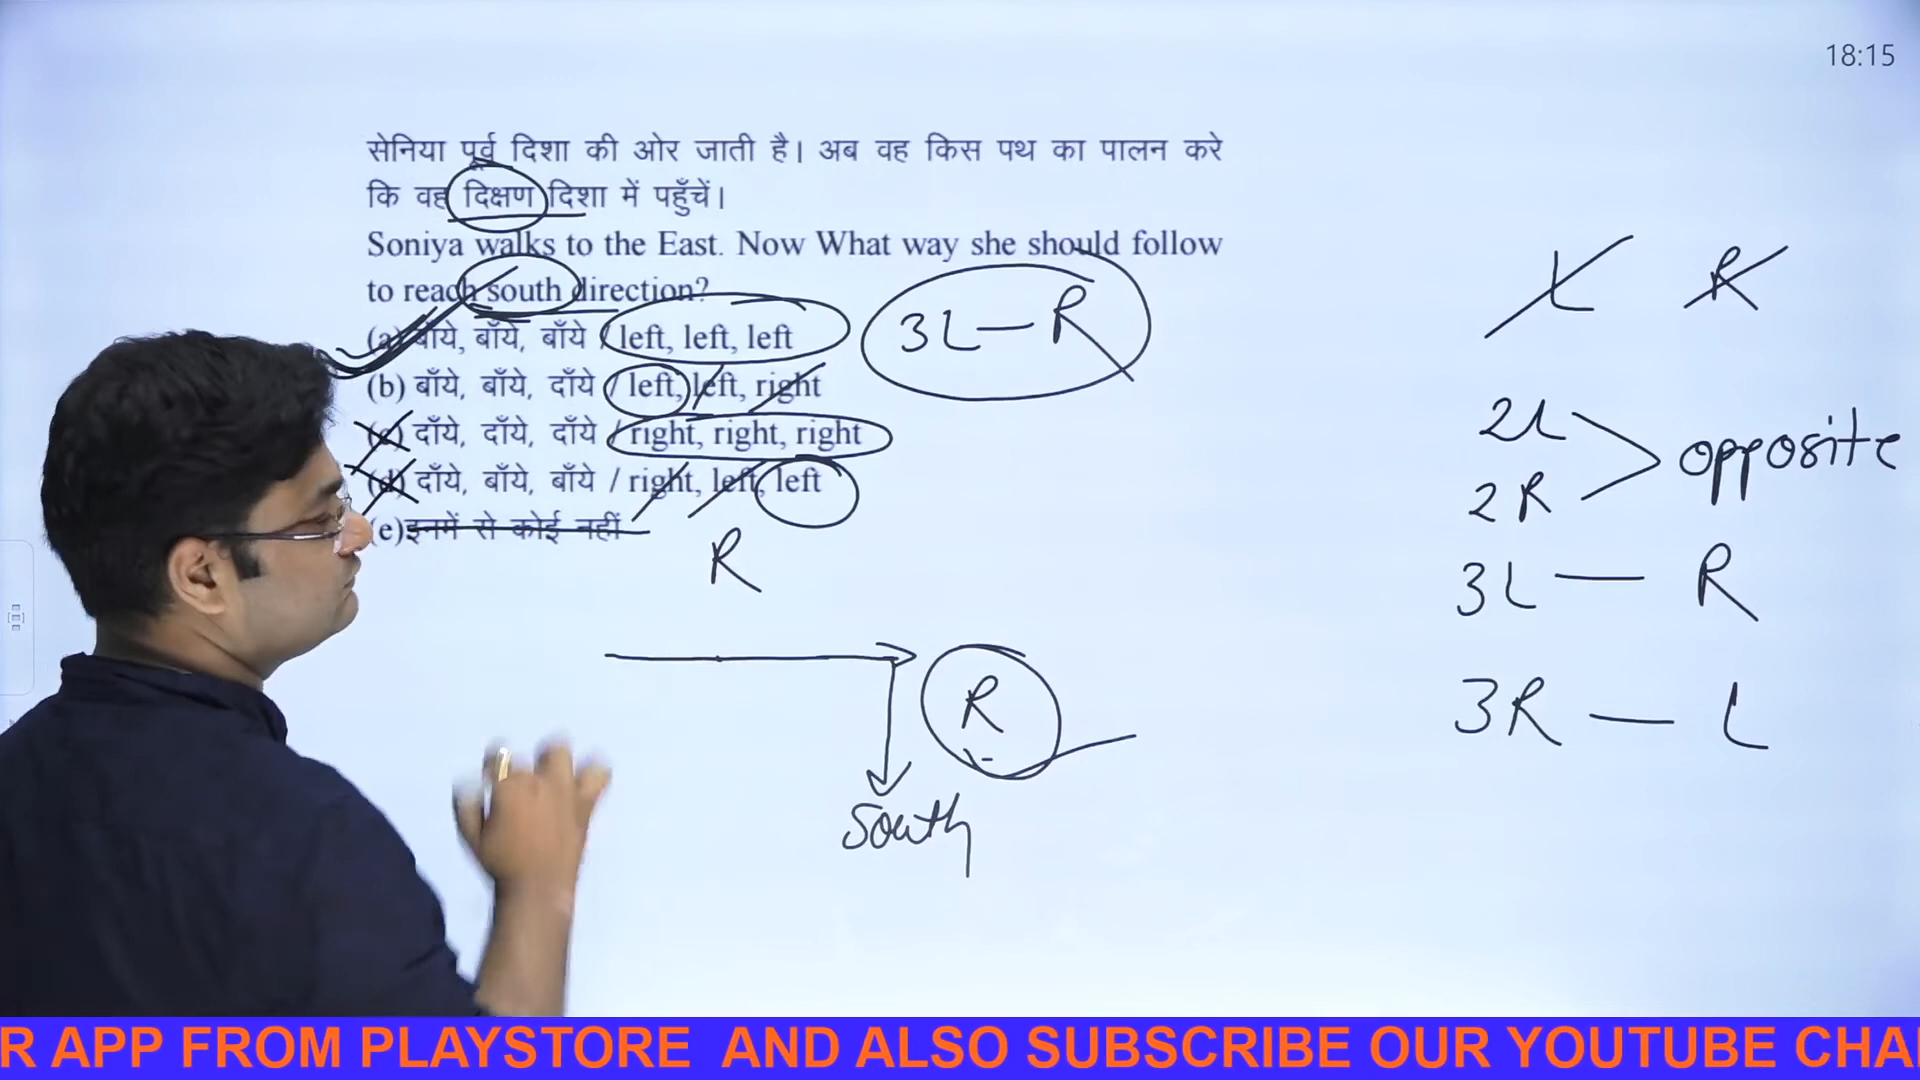 18:15
सेनिया पूर्व दिशा की ओर जाती है। अब वह किस पथ का पालन करे
कि वह दिक्षण दिशा में पहुँचें।
Soniya walks to the East. Now What way she should follow
to reach south direction?
(a) बाँये, बाँये, बाँये / left, left, left
3L — R
(b) बाँये, बाँये, दाँये / left, left, right
(c) दाँये, दाँये, दाँये / right, right, right
(d) दाँये, बाँये, बाँये / right, left, left
(e) इनमें से कोई नहीं
R
R
South
L R
2L
2R
opposite
3L — R
3R — L
R APP FROM PLAYSTORE AND ALSO SUBSCRIBE OUR YOUTUBE CHA